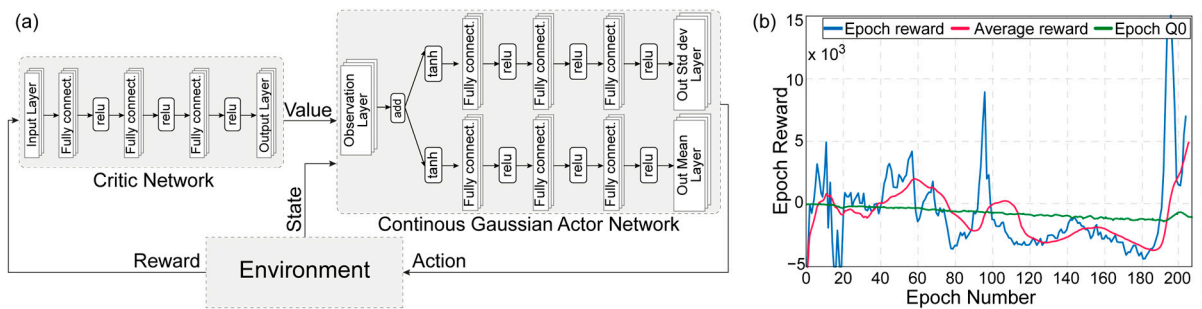 (a)
Input Layer
Fully connect.
relu
Fully connect.
relu
Fully connect.
relu
Output Layer
Critic Network
Value
Observation
Layer
add
tanh
Fully connect.
relu
Fully connect.
relu
Fully connect.
relu
Out Std dev
Layer
tanh
Fully connect.
relu
Fully connect.
relu
Fully connect.
relu
Out Mean
Layer
Continous Gaussian Actor Network
State
Reward
Environment
Action
(b)
Epoch reward
Average reward
Epoch Q0
x 10³
Epoch Reward
15
10
5
0
−5
0
20
40
60
80
100
120
140
160
180
200
Epoch Number